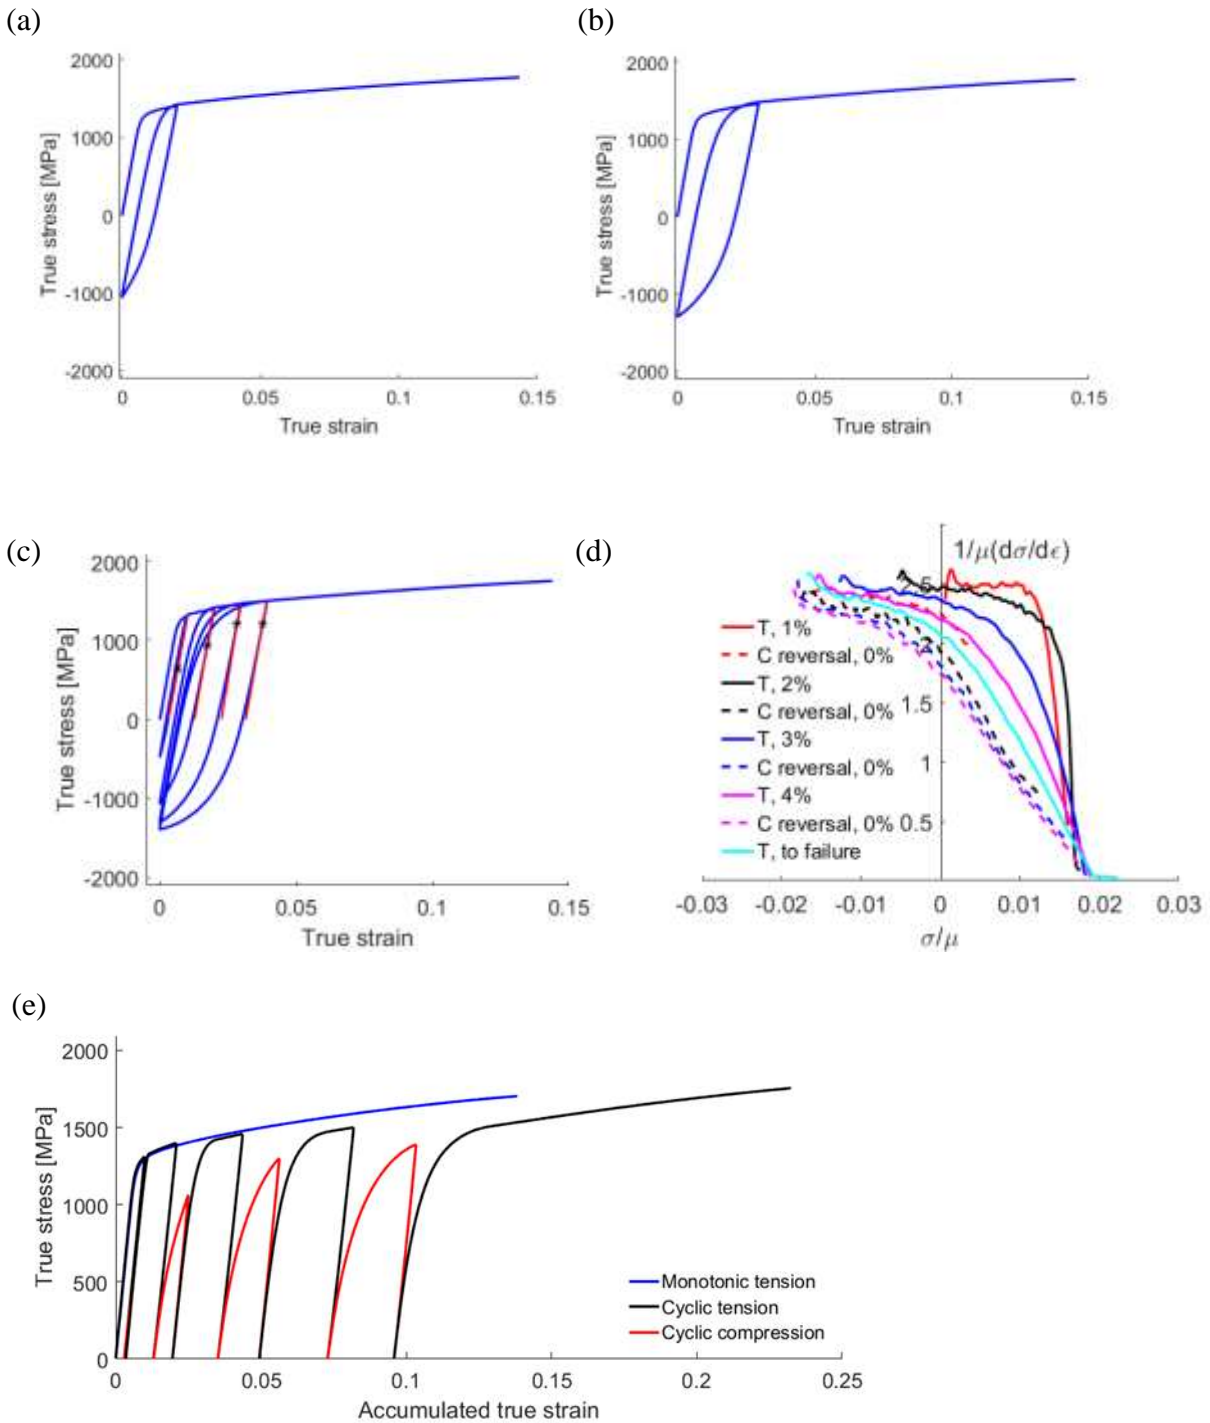 (a)
(b)
2000
1000
0
-1000
-2000
True stress [MPa]
0 0.05 0.1 0.15
True strain
2000
1000
0
-1000
-2000
True stress [MPa]
0 0.05 0.1 0.15
True strain
(c)
(d)
2000
1000
0
-1000
-2000
True stress [MPa]
0 0.05 0.1 0.15
True strain
1/μ(dσ/dϵ)
T, 1%
C reversal, 0%
T, 2%
C reversal, 0%
T, 3%
C reversal, 0%
T, 4%
C reversal, 0%
T, to failure
2
1.5
1
0.5
-0.03 -0.02 -0.01 0 0.01 0.02 0.03
σ/μ
(e)
2000
1500
1000
500
0
True stress [MPa]
Monotonic tension
Cyclic tension
Cyclic compression
0 0.05 0.1 0.15 0.2 0.25
Accumulated true strain